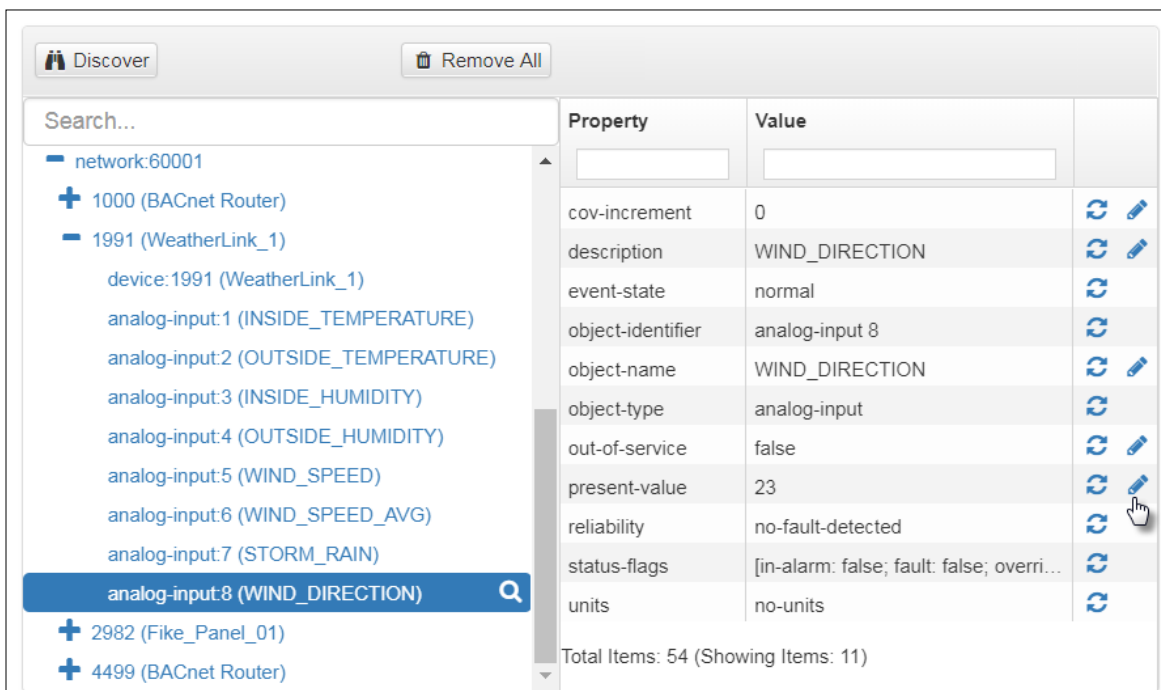 Discover
Remove All
Search...
network:60001
1000 (BACnet Router)
1991 (WeatherLink_1)
device:1991 (WeatherLink_1)
analog-input:1 (INSIDE_TEMPERATURE)
analog-input:2 (OUTSIDE_TEMPERATURE)
analog-input:3 (INSIDE_HUMIDITY)
analog-input:4 (OUTSIDE_HUMIDITY)
analog-input:5 (WIND_SPEED)
analog-input:6 (WIND_SPEED_AVG)
analog-input:7 (STORM_RAIN)
analog-input:8 (WIND_DIRECTION)
2982 (Fike_Panel_01)
4499 (BACnet Router)
Property Value
cov-increment 0
description WIND_DIRECTION
event-state normal
object-identifier analog-input 8
object-name WIND_DIRECTION
object-type analog-input
out-of-service false
present-value 23
reliability no-fault-detected
status-flags [in-alarm: false; fault: false; overri...
units no-units
Total Items: 54 (Showing Items: 11)